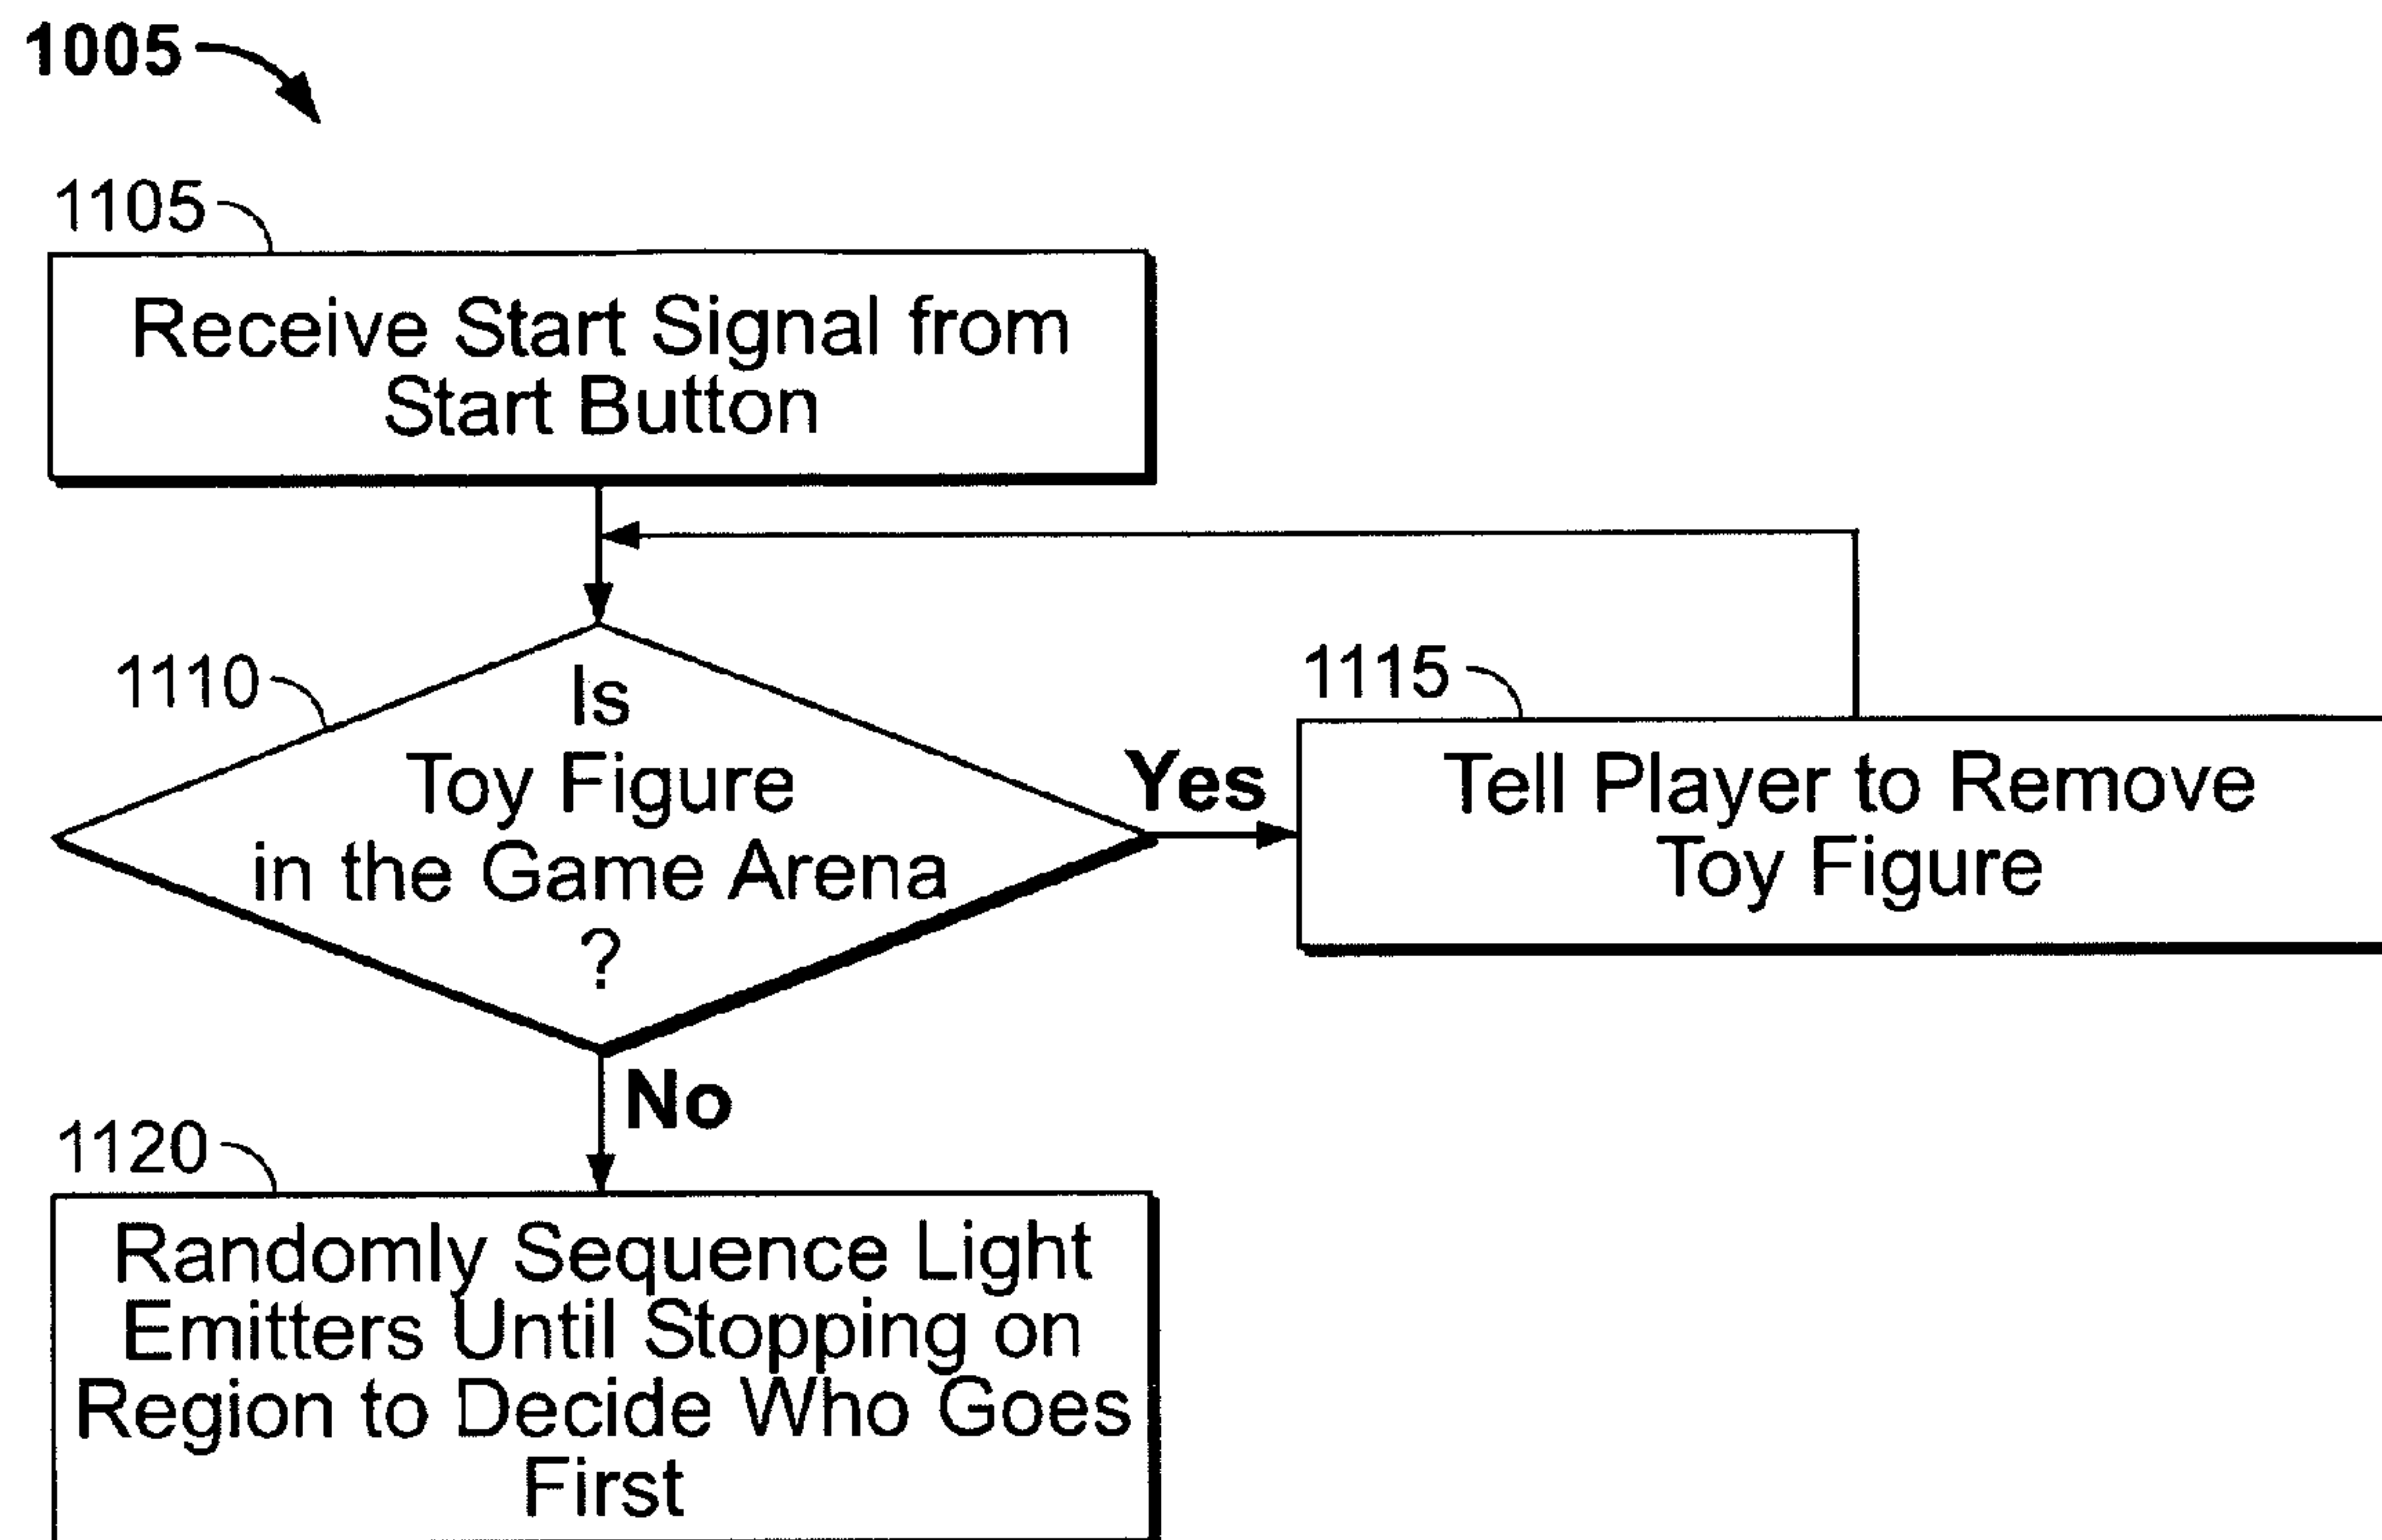 1005
1105
Receive Start Signal from
Start Button
1110
Is
Toy Figure
in the Game Arena
?
Yes
1115
Tell Player to Remove
Toy Figure
No
1120
Randomly Sequence Light
Emitters Until Stopping on
Region to Decide Who Goes
First